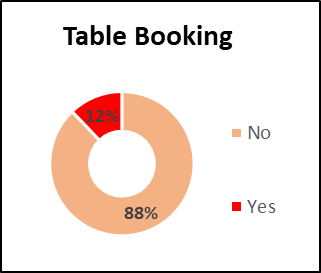 Table Booking
12%
No
Yes
88%